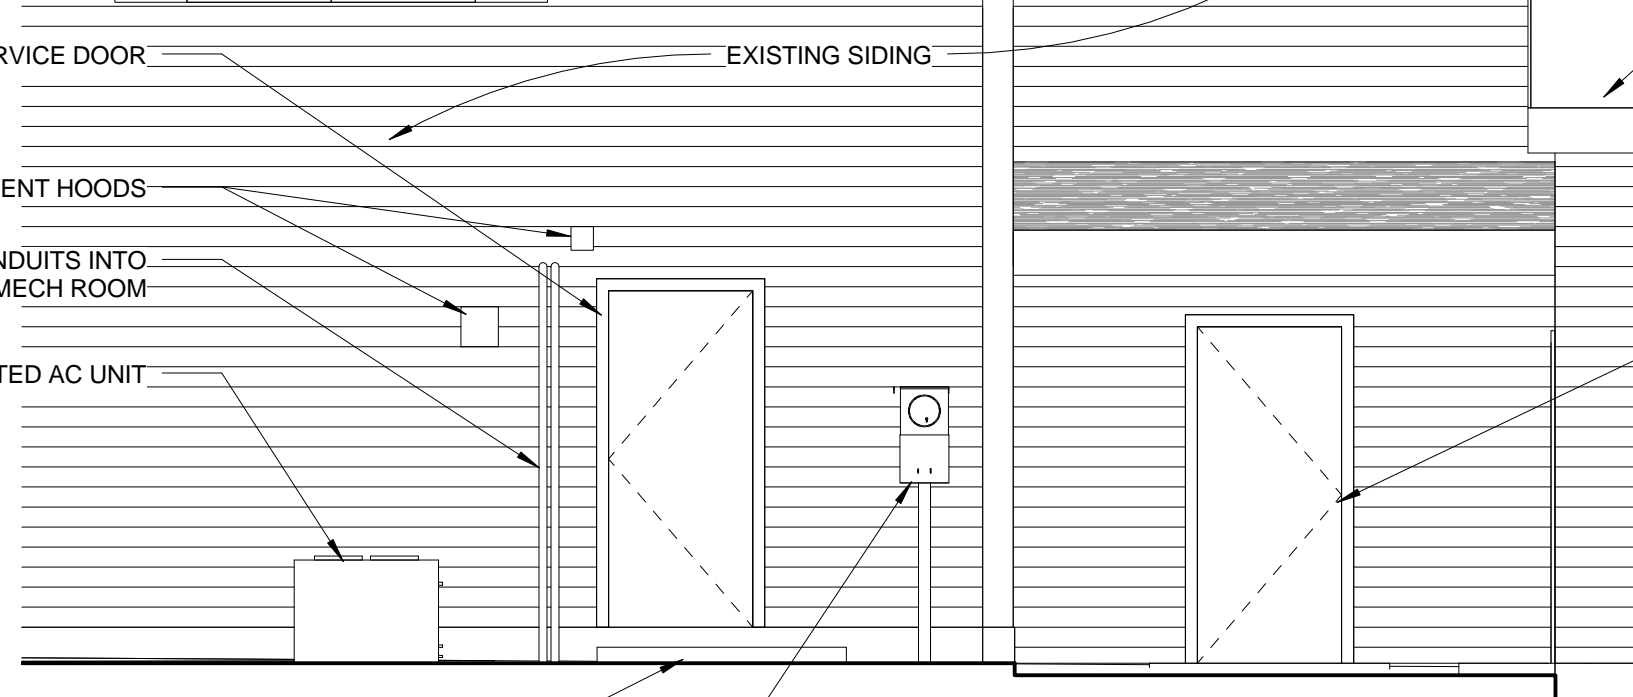 RVICE DOOR
EXISTING SIDING
ENT HOODS
NDUITS INTO
MECH ROOM
TED AC UNIT